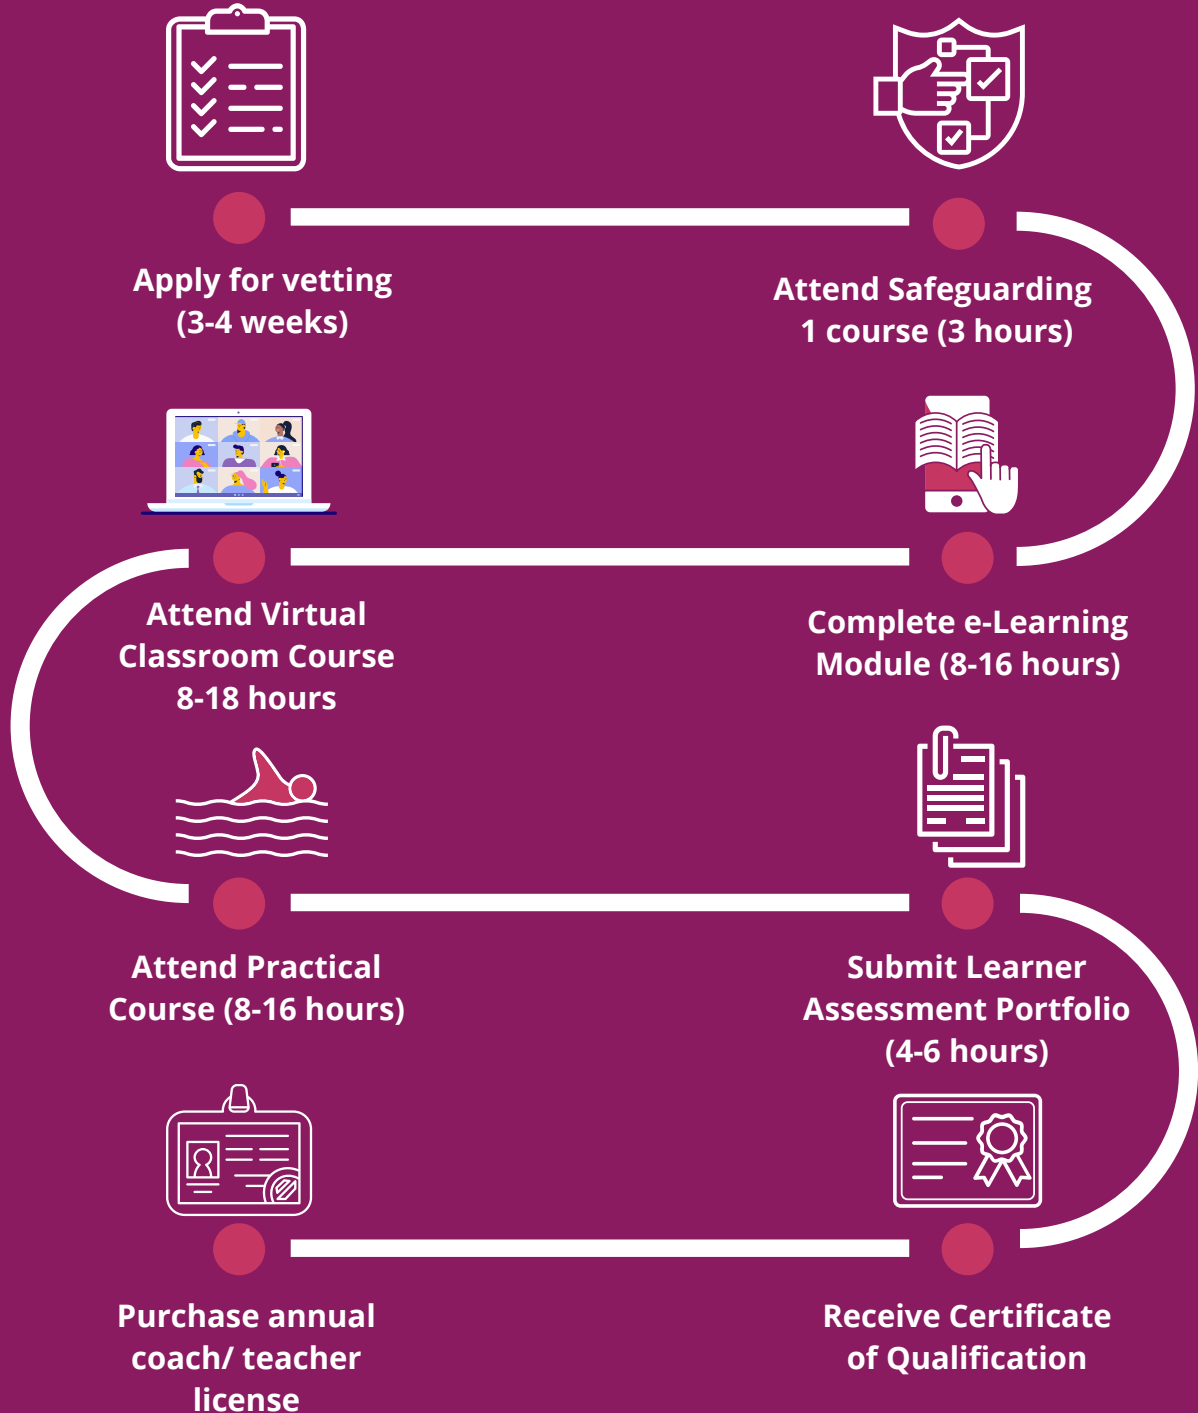 Apply for vetting
(3-4 weeks)
Attend Safeguarding
1 course (3 hours)
Complete e-Learning
Module (8-16 hours)
Attend Virtual
Classroom Course
8-18 hours
Attend Practical
Course (8-16 hours)
Submit Learner
Assessment Portfolio
(4-6 hours)
Receive Certificate
of Qualification
Purchase annual
coach/ teacher
license